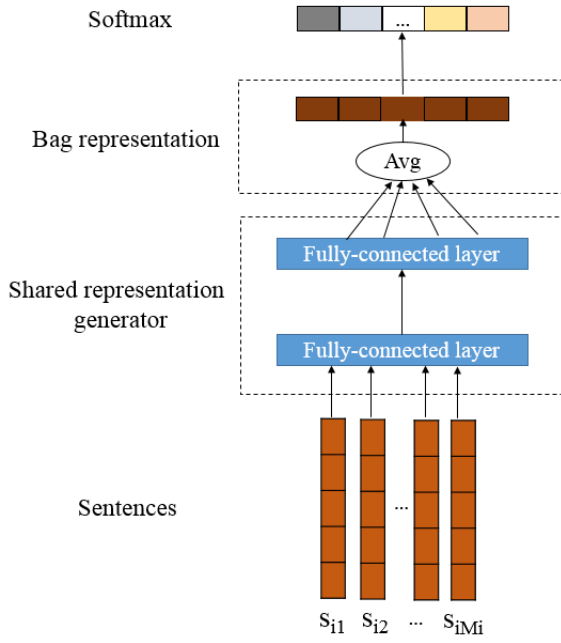 Softmax
...
Bag representation
Avg
Fully-connected layer
Shared representation
generator
Fully-connected layer
Sentences
...
si1 si2 ... siMi